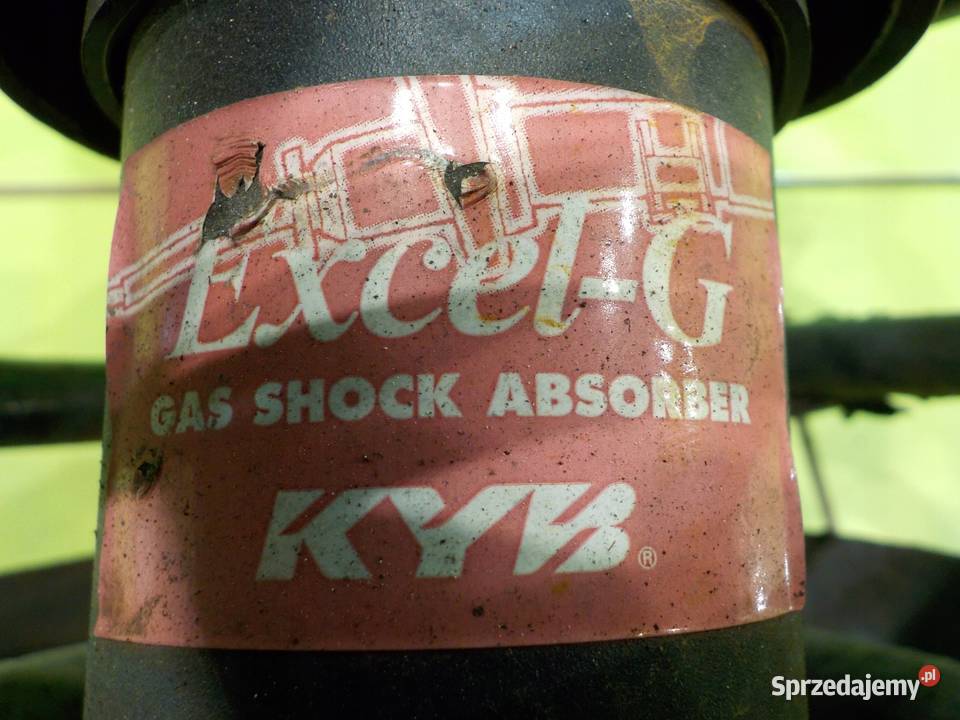 Excel-G
GAS SHOCK ABSORBER
KYB®
Sprzedajemy.pl